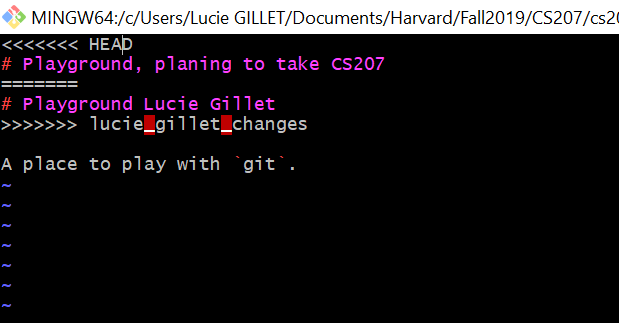 MINGW64:/c/Users/Lucie GILLET/Documents/Harvard/Fall2019/CS207/cs20
<<<<<<< HEAD
# Playground, planing to take CS207
=======
# Playground Lucie Gillet
>>>>>>> lucie_gillet_changes
A place to play with `git`.
~
~
~
~
~
~
~